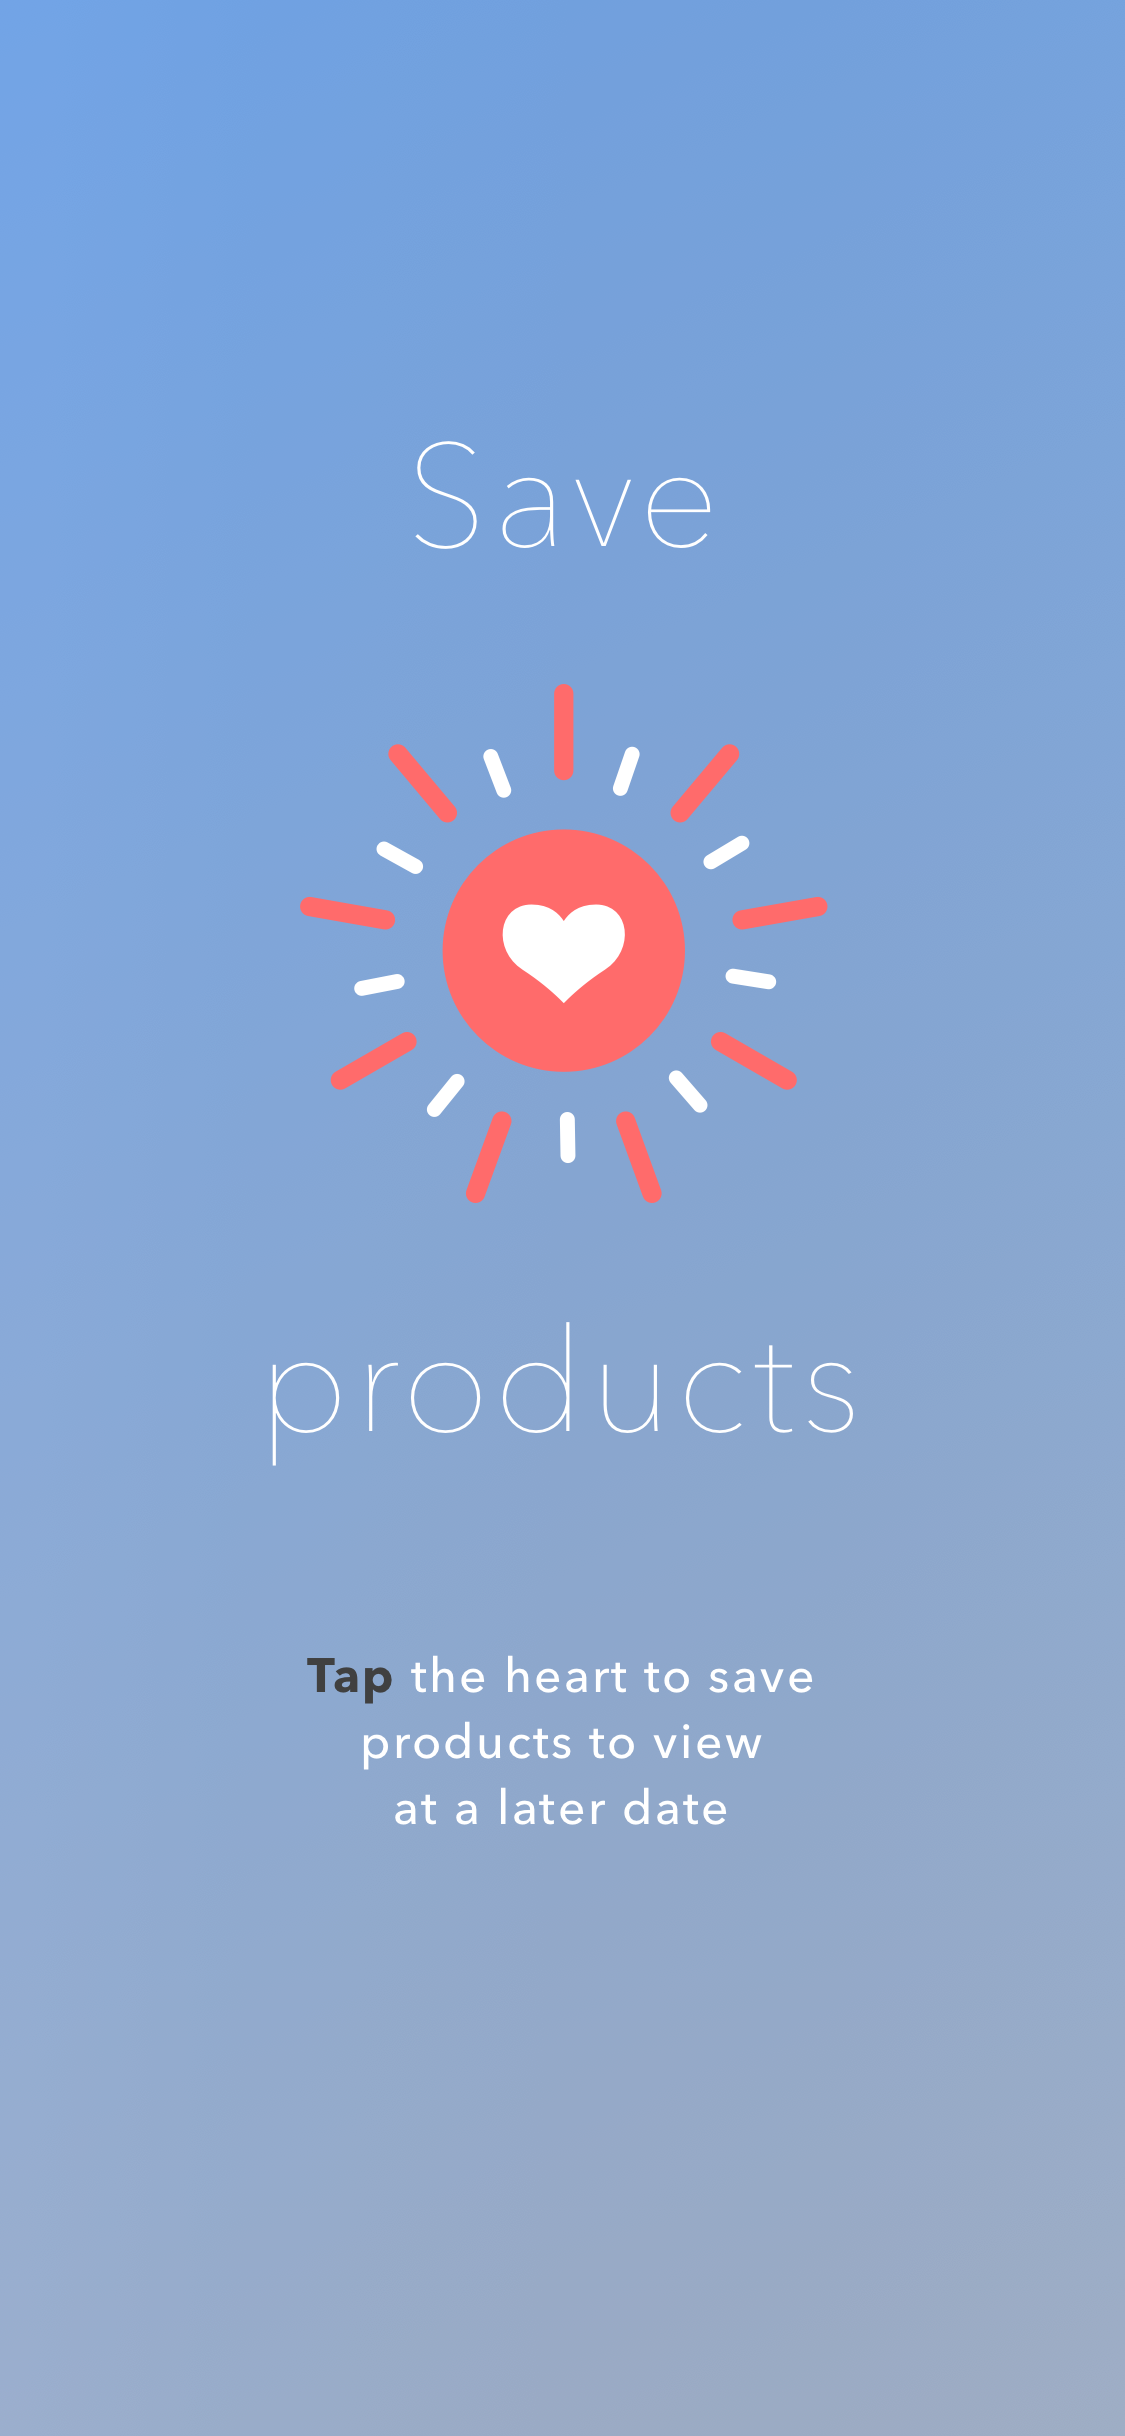 Save
products
Tap the heart to save
products to view
at a later date